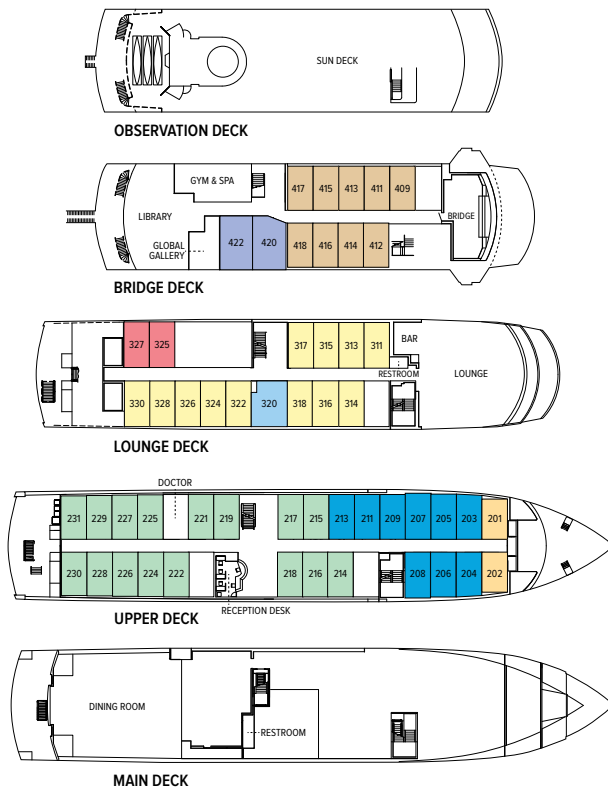 SUN DECK
OBSERVATION DECK
GYM & SPA
417 415 413 411 409
LIBRARY
BRIDGE
GLOBAL
GALLERY
422 420 418 416 414 412
BRIDGE DECK
327 325 317 315 313 311
BAR
RESTROOM
LOUNGE
330 328 326 324 322 320 318 316 314
LOUNGE DECK
DOCTOR
231 229 227 225 221 219 217 215 213 211 209 207 205 203 201
230 228 226 224 222 218 216 214 208 206 204 202
RECEPTION DESK
UPPER DECK
DINING ROOM
RESTROOM
MAIN DECK